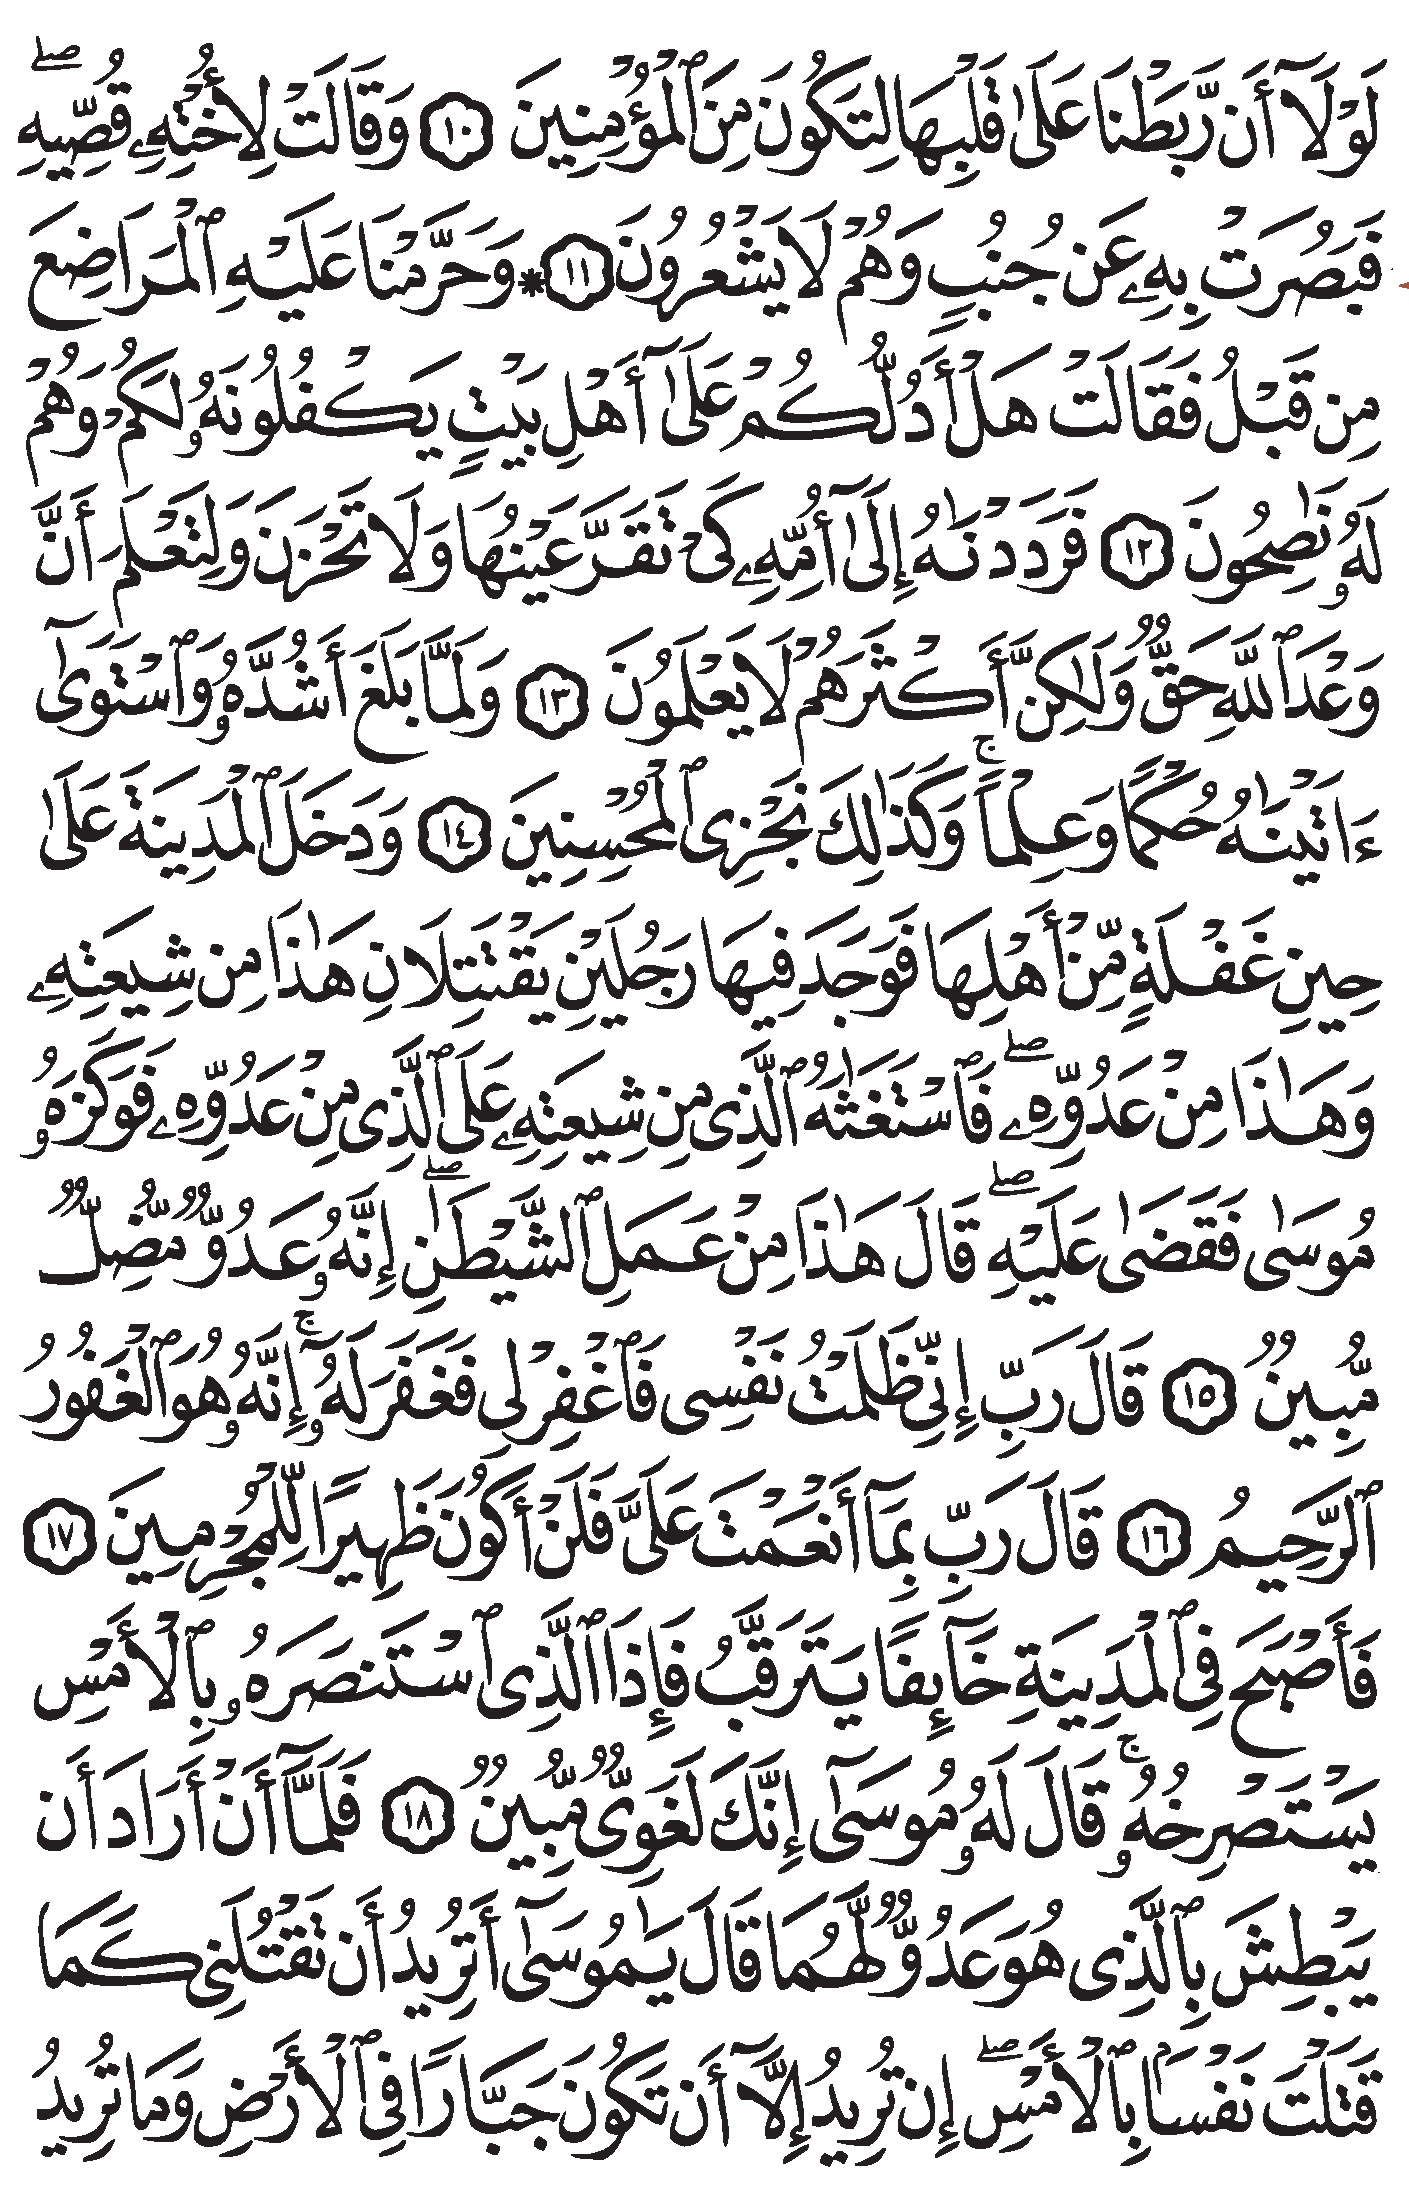 لَوْلَآ أَن رَّبَطْنَا عَلَىٰ قَلْبِهَا لِتَكُونَ مِنَ ٱلْمُؤْمِنِينَ ١٠ وَقَالَتْ لِأُخْتِهِۦ قُصِّيهِ ۖ
فَبَصُرَتْ بِهِۦ عَن جُنُبٍ وَهُمْ لَا يَشْعُرُونَ ١١ * وَحَرَّمْنَا عَلَيْهِ ٱلْمَرَاضِعَ
مِن قَبْلُ فَقَالَتْ هَلْ أَدُلُّكُمْ عَلَىٰٓ أَهْلِ بَيْتٍ يَكْفُلُونَهُۥ لَكُمْ وَهُمْ
لَهُۥ نَٰصِحُونَ ١٢ فَرَدَدْنَٰهُ إِلَىٰٓ أُمِّهِۦ كَىْ تَقَرَّ عَيْنُهَا وَلَا تَحْزَنَ وَلِتَعْلَمَ أَنَّ
وَعْدَ ٱللَّهِ حَقٌّ وَلَٰكِنَّ أَكْثَرَهُمْ لَا يَعْلَمُونَ ١٣ وَلَمَّا بَلَغَ أَشُدَّهُۥ وَٱسْتَوَىٰٓ
ءَاتَيْنَٰهُ حُكْمًا وَعِلْمًا ۚ وَكَذَٰلِكَ نَجْزِى ٱلْمُحْسِنِينَ ١٤ وَدَخَلَ ٱلْمَدِينَةَ عَلَىٰ
حِينِ غَفْلَةٍ مِّنْ أَهْلِهَا فَوَجَدَ فِيهَا رَجُلَيْنِ يَقْتَتِلَانِ هَٰذَا مِن شِيعَتِهِۦ
وَهَٰذَا مِنْ عَدُوِّهِۦ ۖ فَٱسْتَغَٰثَهُ ٱلَّذِى مِن شِيعَتِهِۦ عَلَى ٱلَّذِى مِنْ عَدُوِّهِۦ فَوَكَزَهُۥ
مُوسَىٰ فَقَضَىٰ عَلَيْهِ ۖ قَالَ هَٰذَا مِنْ عَمَلِ ٱلشَّيْطَٰنِ ۖ إِنَّهُۥ عَدُوٌّ مُّضِلٌّ
مُّبِينٌ ١٥ قَالَ رَبِّ إِنِّى ظَلَمْتُ نَفْسِى فَٱغْفِرْ لِى فَغَفَرَ لَهُۥٓ ۚ إِنَّهُۥ هُوَ ٱلْغَفُورُ
ٱلرَّحِيمُ ١٦ قَالَ رَبِّ بِمَآ أَنْعَمْتَ عَلَىَّ فَلَنْ أَكُونَ ظَهِيرًا لِّلْمُجْرِمِينَ ١٧
فَأَصْبَحَ فِى ٱلْمَدِينَةِ خَآئِفًا يَتَرَقَّبُ فَإِذَا ٱلَّذِى ٱسْتَنصَرَهُۥ بِٱلْأَمْسِ
يَسْتَصْرِخُهُۥ ۚ قَالَ لَهُۥ مُوسَىٰٓ إِنَّكَ لَغَوِىٌّ مُّبِينٌ ١٨ فَلَمَّآ أَنْ أَرَادَ أَن
يَبْطِشَ بِٱلَّذِى هُوَ عَدُوٌّ لَّهُمَا قَالَ يَٰمُوسَىٰٓ أَتُرِيدُ أَن تَقْتُلَنِى كَمَا
قَتَلْتَ نَفْسًۢا بِٱلْأَمْسِ ۖ إِن تُرِيدُ إِلَّآ أَن تَكُونَ جَبَّارًا فِى ٱلْأَرْضِ وَمَا تُرِيدُ